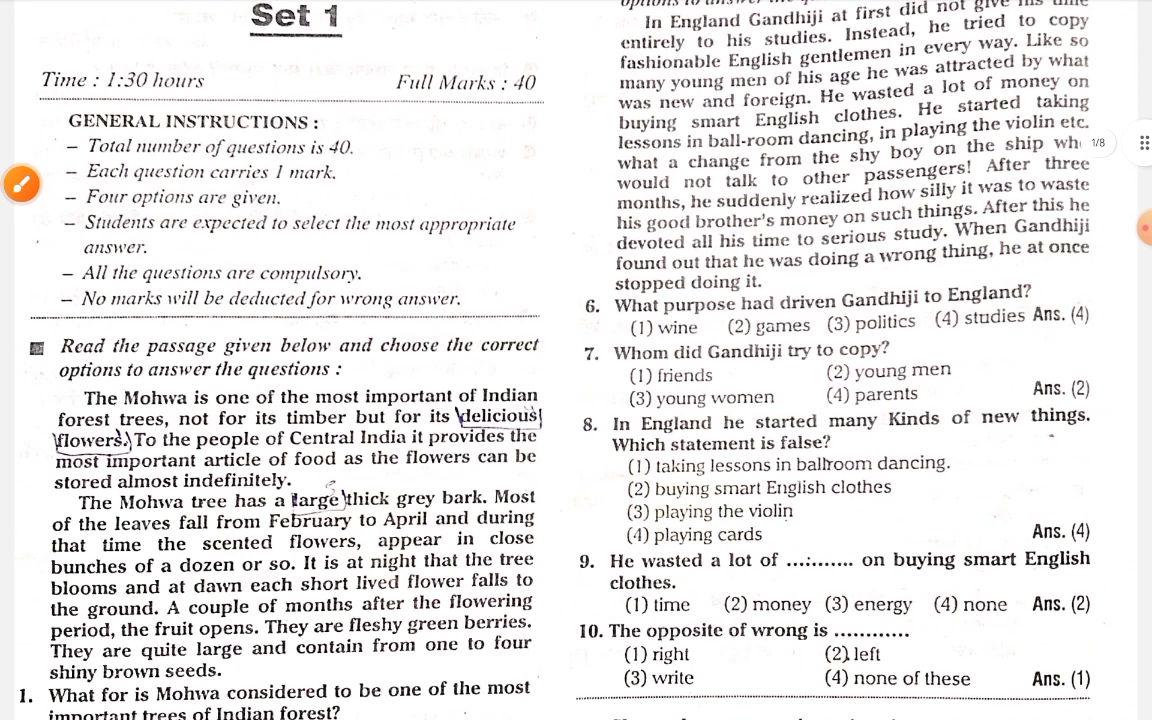 Set 1
Time : 1:30 hours Full Marks : 40
GENERAL INSTRUCTIONS :
– Total number of questions is 40.
– Each question carries 1 mark.
– Four options are given.
– Students are expected to select the most appropriate
answer.
– All the questions are compulsory.
– No marks will be deducted for wrong answer.
Read the passage given below and choose the correct
options to answer the questions :
The Mohwa is one of the most important of Indian
forest trees, not for its timber but for its delicious
flowers. To the people of Central India it provides the
most important article of food as the flowers can be
stored almost indefinitely.
The Mohwa tree has a large thick grey bark. Most
of the leaves fall from February to April and during
that time the scented flowers, appear in close
bunches of a dozen or so. It is at night that the tree
blooms and at dawn each short lived flower falls to
the ground. A couple of months after the flowering
period, the fruit opens. They are fleshy green berries.
They are quite large and contain from one to four
shiny brown seeds.
1. What for is Mohwa considered to be one of the most
important trees of Indian forest?
In England Gandhiji at first did not give his time
entirely to his studies. Instead, he tried to copy
fashionable English gentlemen in every way. Like so
many young men of his age he was attracted by what
was new and foreign. He wasted a lot of money on
buying smart English clothes. He started taking
lessons in ball-room dancing, in playing the violin etc.
what a change from the shy boy on the ship
would not talk to other passengers! After three
months, he suddenly realized how silly it was to waste
his good brother's money on such things. After this he
devoted all his time to serious study. When Gandhiji
found out that he was doing a wrong thing, he at once
stopped doing it.
6. What purpose had driven Gandhiji to England?
(1) wine (2) games (3) politics (4) studies Ans. (4)
7. Whom did Gandhiji try to copy?
(1) friends (2) young men
(3) young women (4) parents Ans. (2)
8. In England he started many Kinds of new things.
Which statement is false?
(1) taking lessons in ballroom dancing.
(2) buying smart English clothes
(3) playing the violin
(4) playing cards Ans. (4)
9. He wasted a lot of ............ on buying smart English
clothes.
(1) time (2) money (3) energy (4) none Ans. (2)
10. The opposite of wrong is ............
(1) right (2) left
(3) write (4) none of these Ans. (1)
1/8